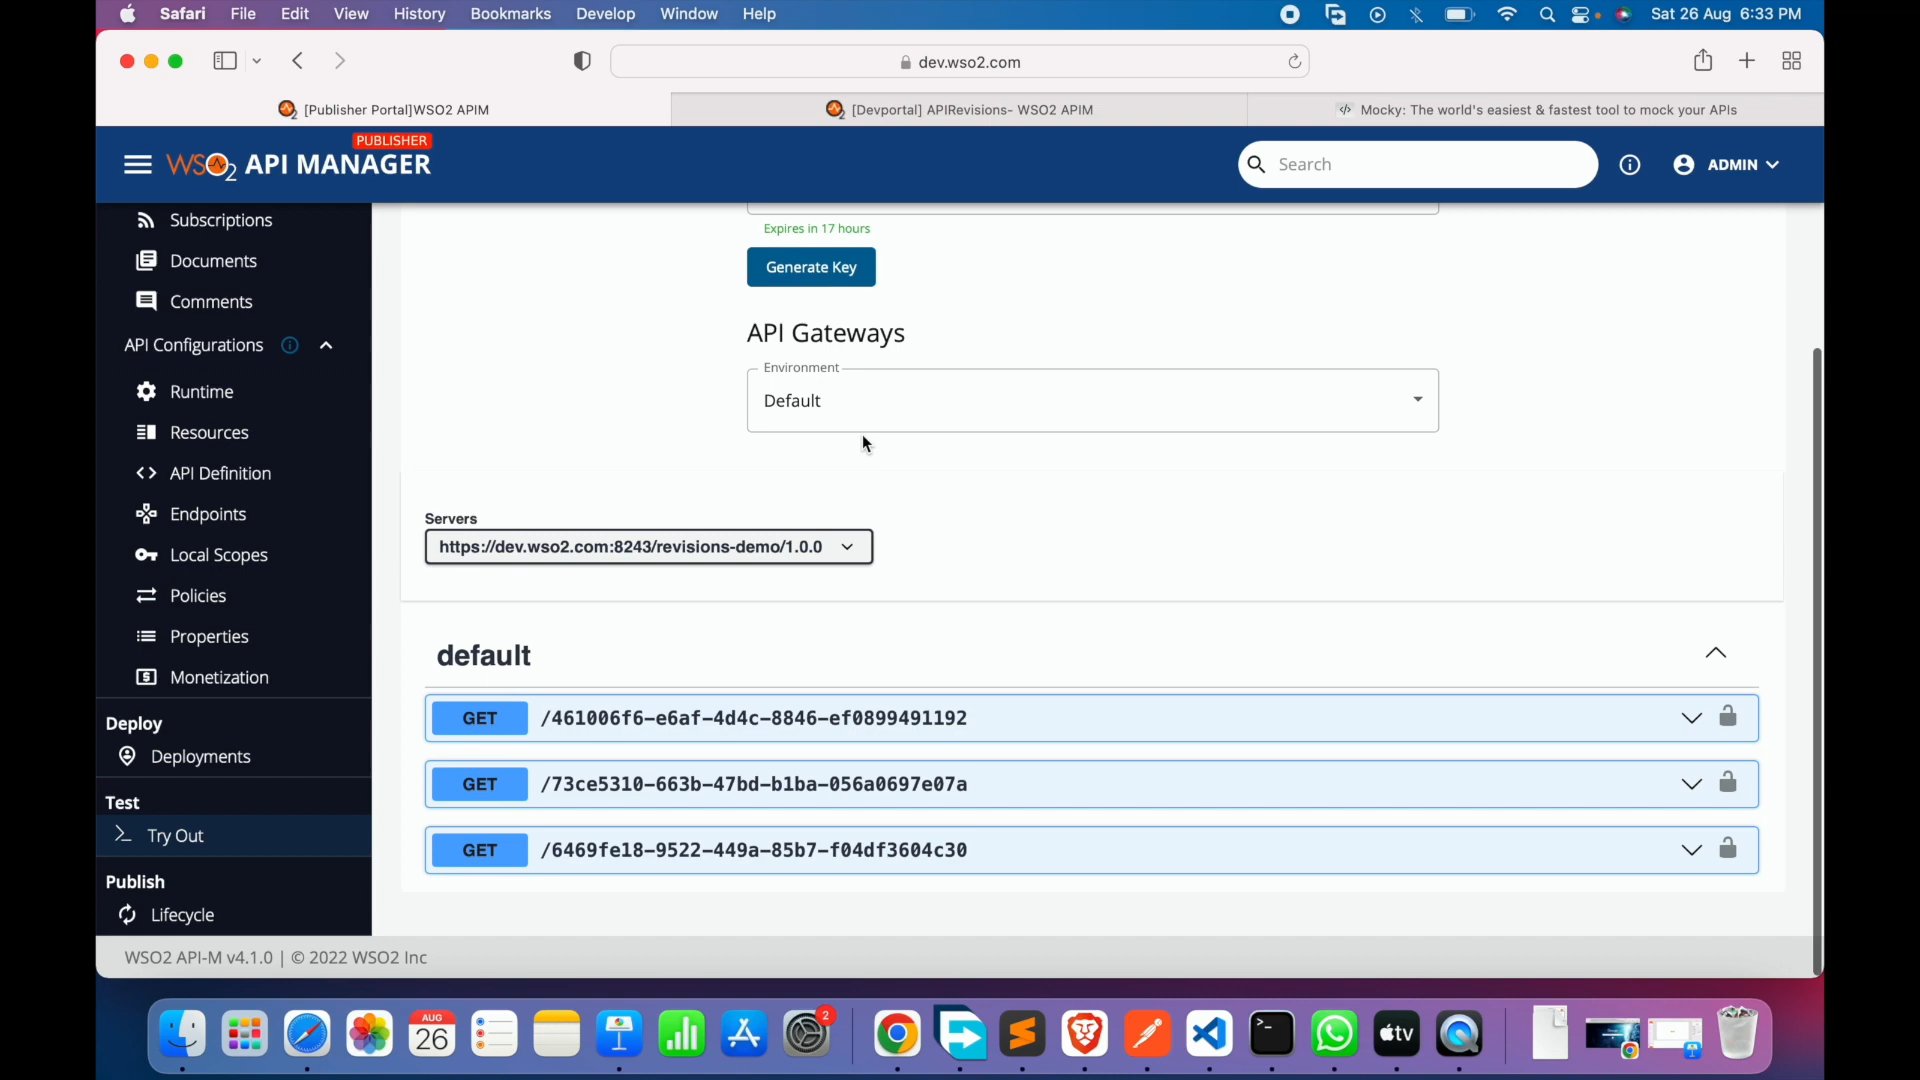 Safari File Edit View History Bookmarks Develop Window Help Sat 26 Aug 6:33 PM
dev.wso2.com
[Publisher Portal]WSO2 APIM [Devportal] APIRevisions- WSO2 APIM Mocky: The world's easiest & fastest tool to mock your APIs
PUBLISHER
WSO2 API MANAGER Search ADMIN
Subscriptions
Documents
Comments
API Configurations
Runtime
Resources
API Definition
Endpoints
Local Scopes
Policies
Properties
Monetization
Deploy
Deployments
Test
Try Out
Publish
Lifecycle
Expires in 17 hours
Generate Key
API Gateways
Environment
Default
Servers
https://dev.wso2.com:8243/revisions-demo/1.0.0
default
GET /461006f6-e6af-4d4c-8846-ef0899491192
GET /73ce5310-663b-47bd-b1ba-056a0697e07a
GET /6469fe18-9522-449a-85b7-f04df3604c30
WSO2 API-M v4.1.0 | © 2022 WSO2 Inc
AUG
26
2
tv